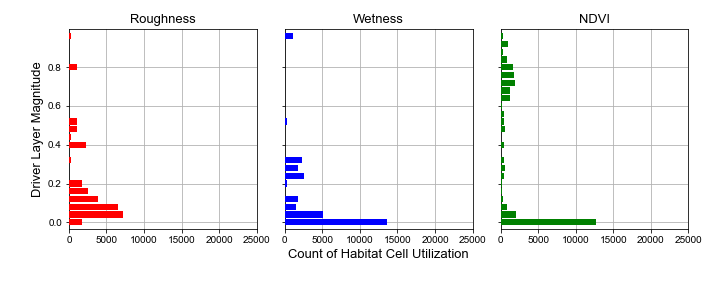 Roughness Wetness NDVI
Driver Layer Magnitude
0.8
0.6
0.4
0.2
0.0
0 5000 10000 15000 20000 25000 0 5000 10000 15000 20000 25000 0 5000 10000 15000 20000 25000
Count of Habitat Cell Utilization